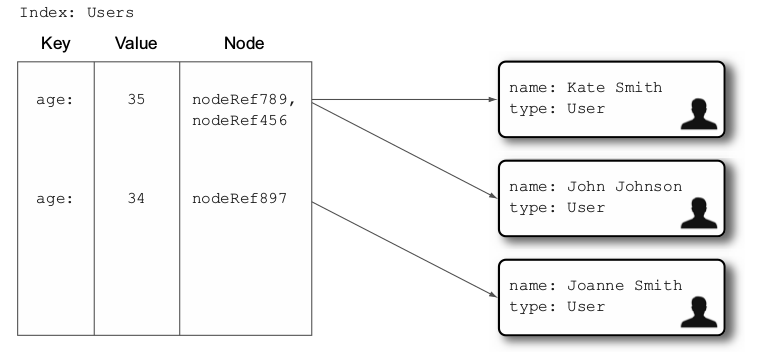 Index: Users
Key Value Node
age: 35 nodeRef789,
nodeRef456
age: 34 nodeRef897
name: Kate Smith
type: User
name: John Johnson
type: User
name: Joanne Smith
type: User